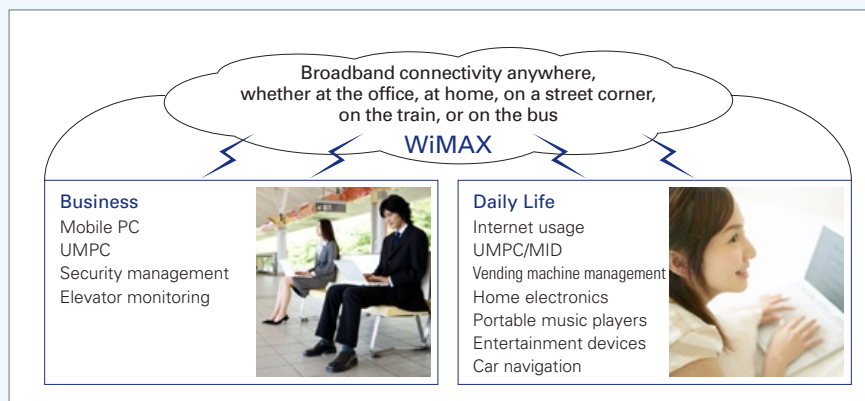 Broadband connectivity anywhere,
whether at the office, at home, on a street corner,
on the train, or on the bus
WiMAX
Business
Mobile PC
UMPC
Security management
Elevator monitoring
Daily Life
Internet usage
UMPC/MID
Vending machine management
Home electronics
Portable music players
Entertainment devices
Car navigation